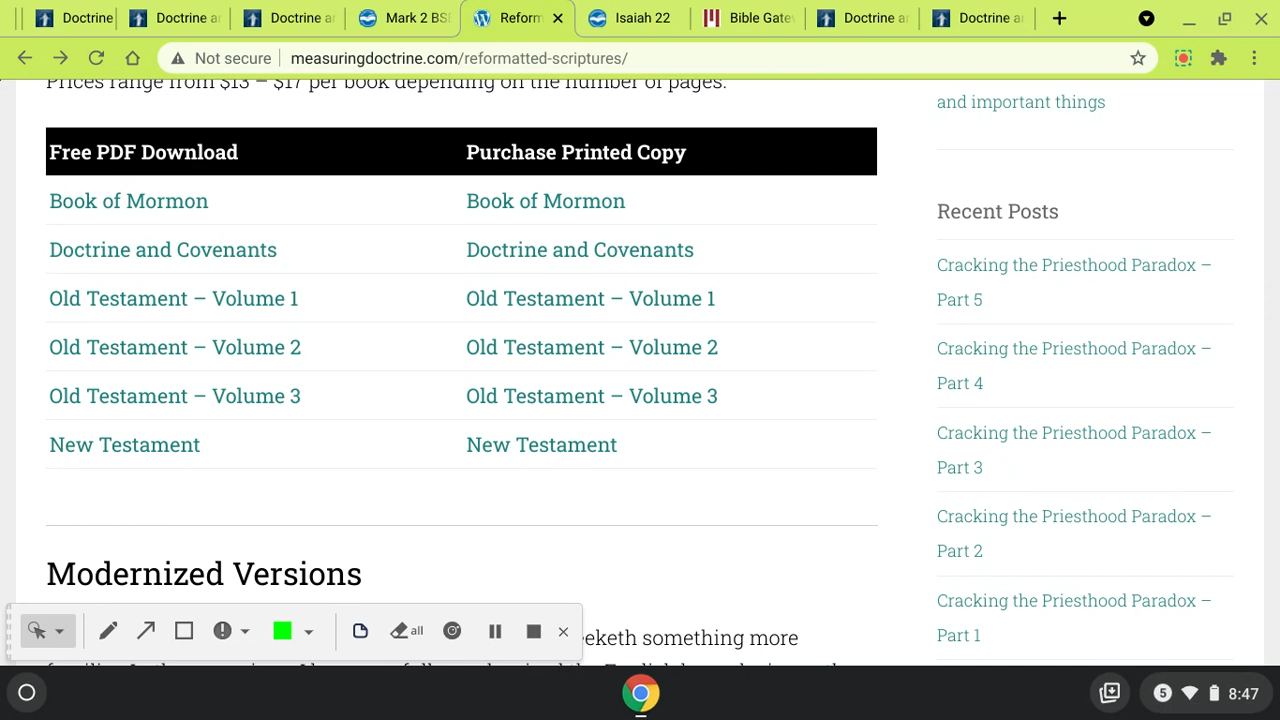 Doctrine
Doctrine a
Doctrine a
Mark 2 BS
Reform
Isaiah 22
Bible Gate
Doctrine a
Doctrine a
Not secure
measuringdoctrine.com/reformatted-scriptures/
Prices range from $13 – $17 per book depending on the number of pages.
and important things
Free PDF Download Purchase Printed Copy
Book of Mormon Book of Mormon
Doctrine and Covenants Doctrine and Covenants
Old Testament – Volume 1 Old Testament – Volume 1
Old Testament – Volume 2 Old Testament – Volume 2
Old Testament – Volume 3 Old Testament – Volume 3
New Testament New Testament
Recent Posts
Cracking the Priesthood Paradox –
Part 5
Cracking the Priesthood Paradox –
Part 4
Cracking the Priesthood Paradox –
Part 3
Cracking the Priesthood Paradox –
Part 2
Cracking the Priesthood Paradox –
Part 1
Modernized Versions
eeketh something more
all
5 8:47